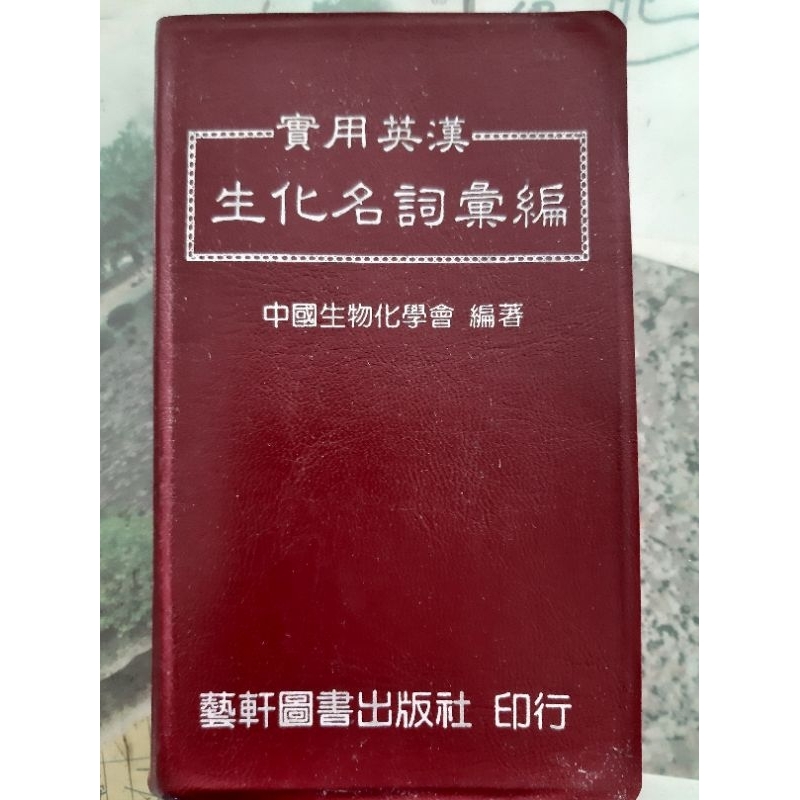 實用英漢
生化名詞彙編
中國生物化學會 編著
藝軒圖書出版社 印行